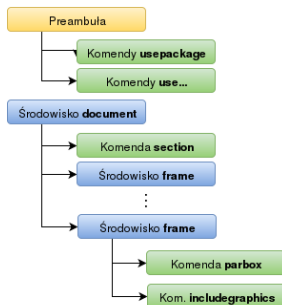 Preambuła
Komendy usepackage
Komendy use...
Środowisko document
Komenda section
Środowisko frame
⋮
Środowisko frame
Komenda parbox
Kom. includegraphics